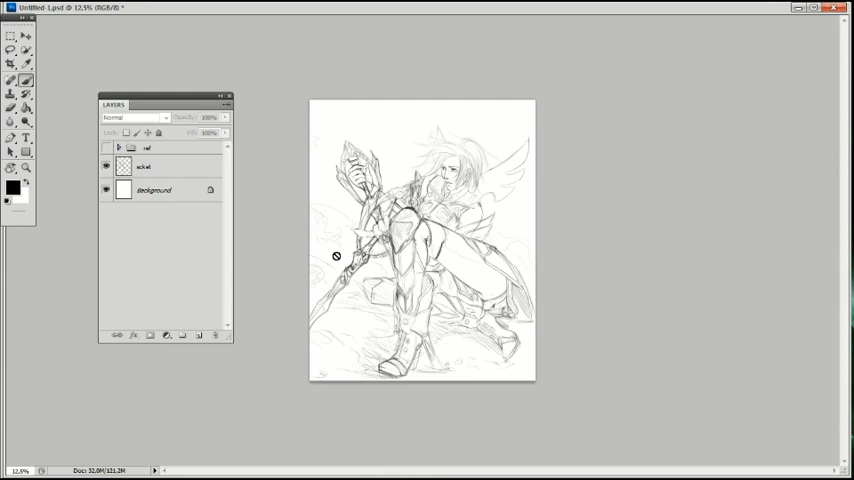 Untitled-1.psd @ 12,5% (RGB/8) *
LAYERS
Normal
Opacity: 100%
Lock:
Fill: 100%
ref
Background
12,5%
Doc: 32,0M/121,2M